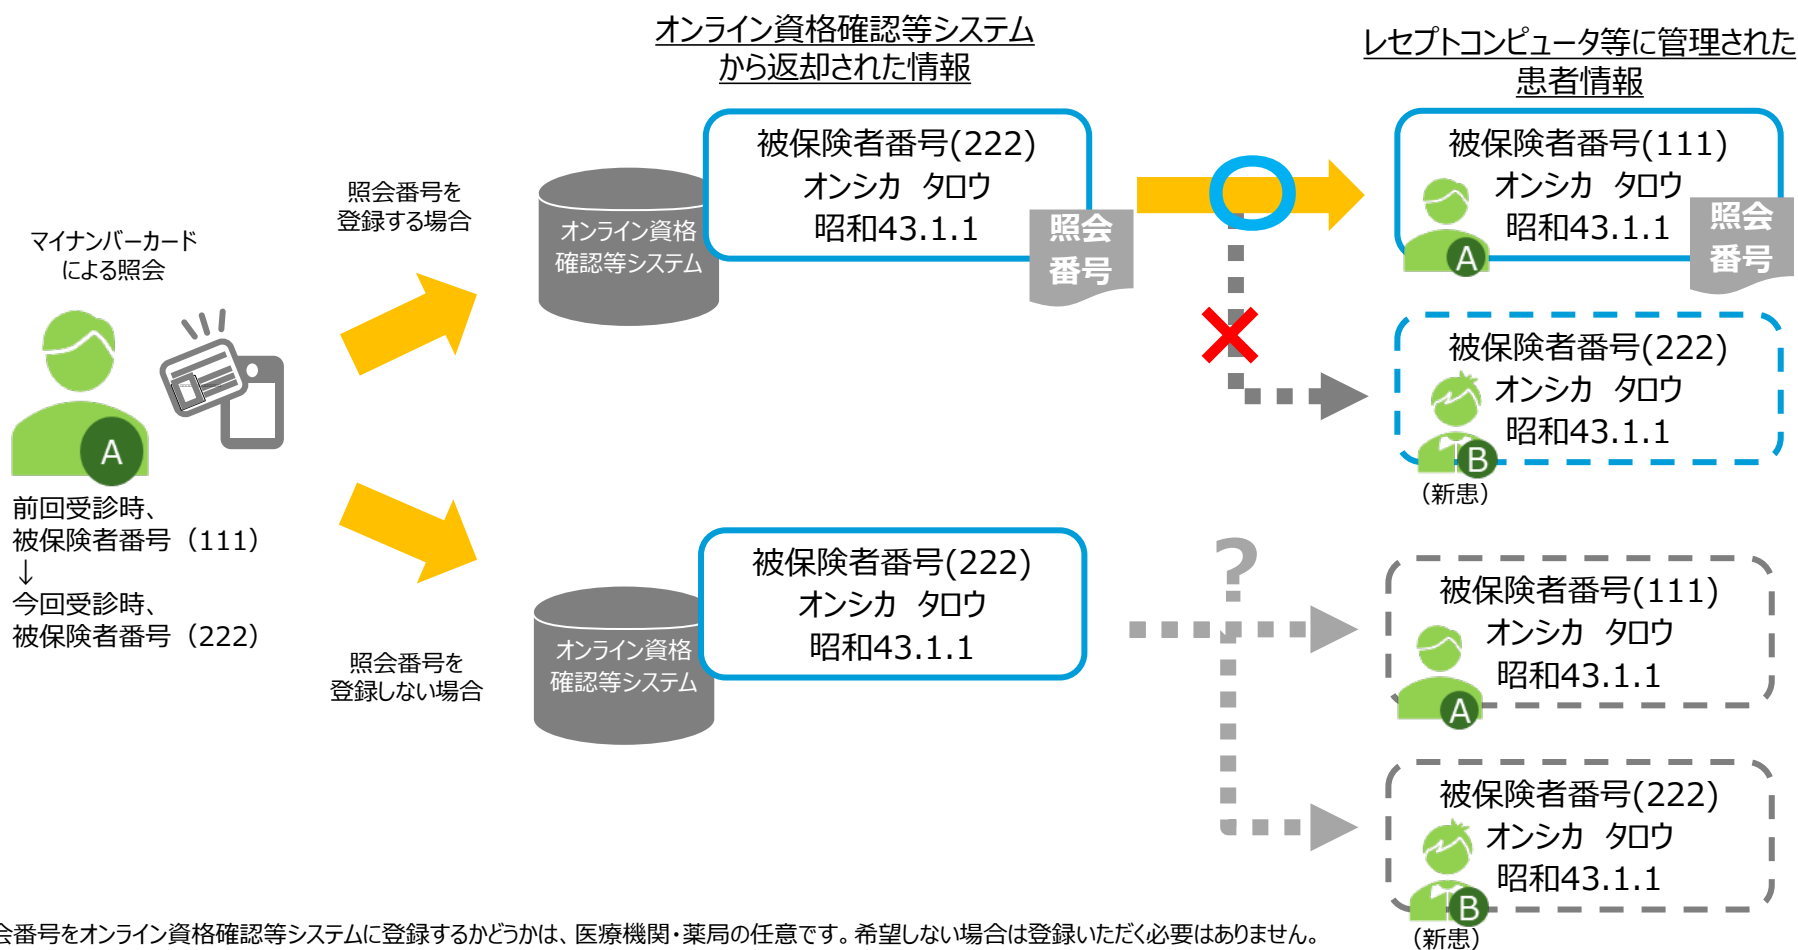 オンライン資格確認等システム
から返却された情報
レセプトコンピュータ等に管理された
患者情報
マイナンバーカード
による照会
A
前回受診時、
被保険者番号（111）
↓
今回受診時、
被保険者番号（222）
照会番号を
登録する場合
オンライン資格
確認等システム
被保険者番号(222)
オンシカ タロウ
昭和43.1.1
照会
番号
被保険者番号(111)
オンシカ タロウ
昭和43.1.1
A
照会
番号
被保険者番号(222)
オンシカ タロウ
昭和43.1.1
B
（新患）
照会番号を
登録しない場合
オンライン資格
確認等システム
被保険者番号(222)
オンシカ タロウ
昭和43.1.1
?
被保険者番号(111)
オンシカ タロウ
昭和43.1.1
A
被保険者番号(222)
オンシカ タロウ
昭和43.1.1
B
（新患）
会番号をオンライン資格確認等システムに登録するかどうかは、医療機関・薬局の任意です。希望しない場合は登録いただく必要はありません。